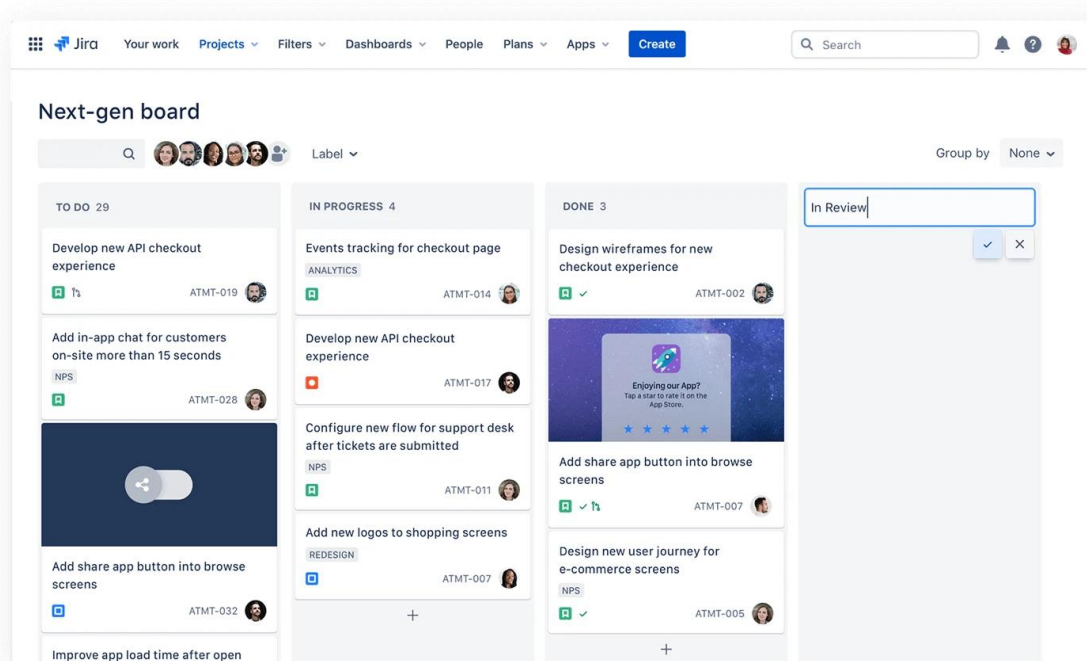 Jira
Your work
Projects
Filters
Dashboards
People
Plans
Apps
Create
Search
Next-gen board
Label
Group by
None
TO DO 29
Develop new API checkout
experience
ATMT-019
Add in-app chat for customers
on-site more than 15 seconds
NPS
ATMT-028
Add share app button into browse
screens
ATMT-032
Improve app load time after open
IN PROGRESS 4
Events tracking for checkout page
ANALYTICS
ATMT-014
Develop new API checkout
experience
ATMT-017
Configure new flow for support desk
after tickets are submitted
NPS
ATMT-011
Add new logos to shopping screens
REDESIGN
ATMT-007
DONE 3
Design wireframes for new
checkout experience
ATMT-002
Enjoying our App?
Tap a star to rate it on the
App Store.
Add share app button into browse
screens
ATMT-007
Design new user journey for
e-commerce screens
NPS
ATMT-005
In Review